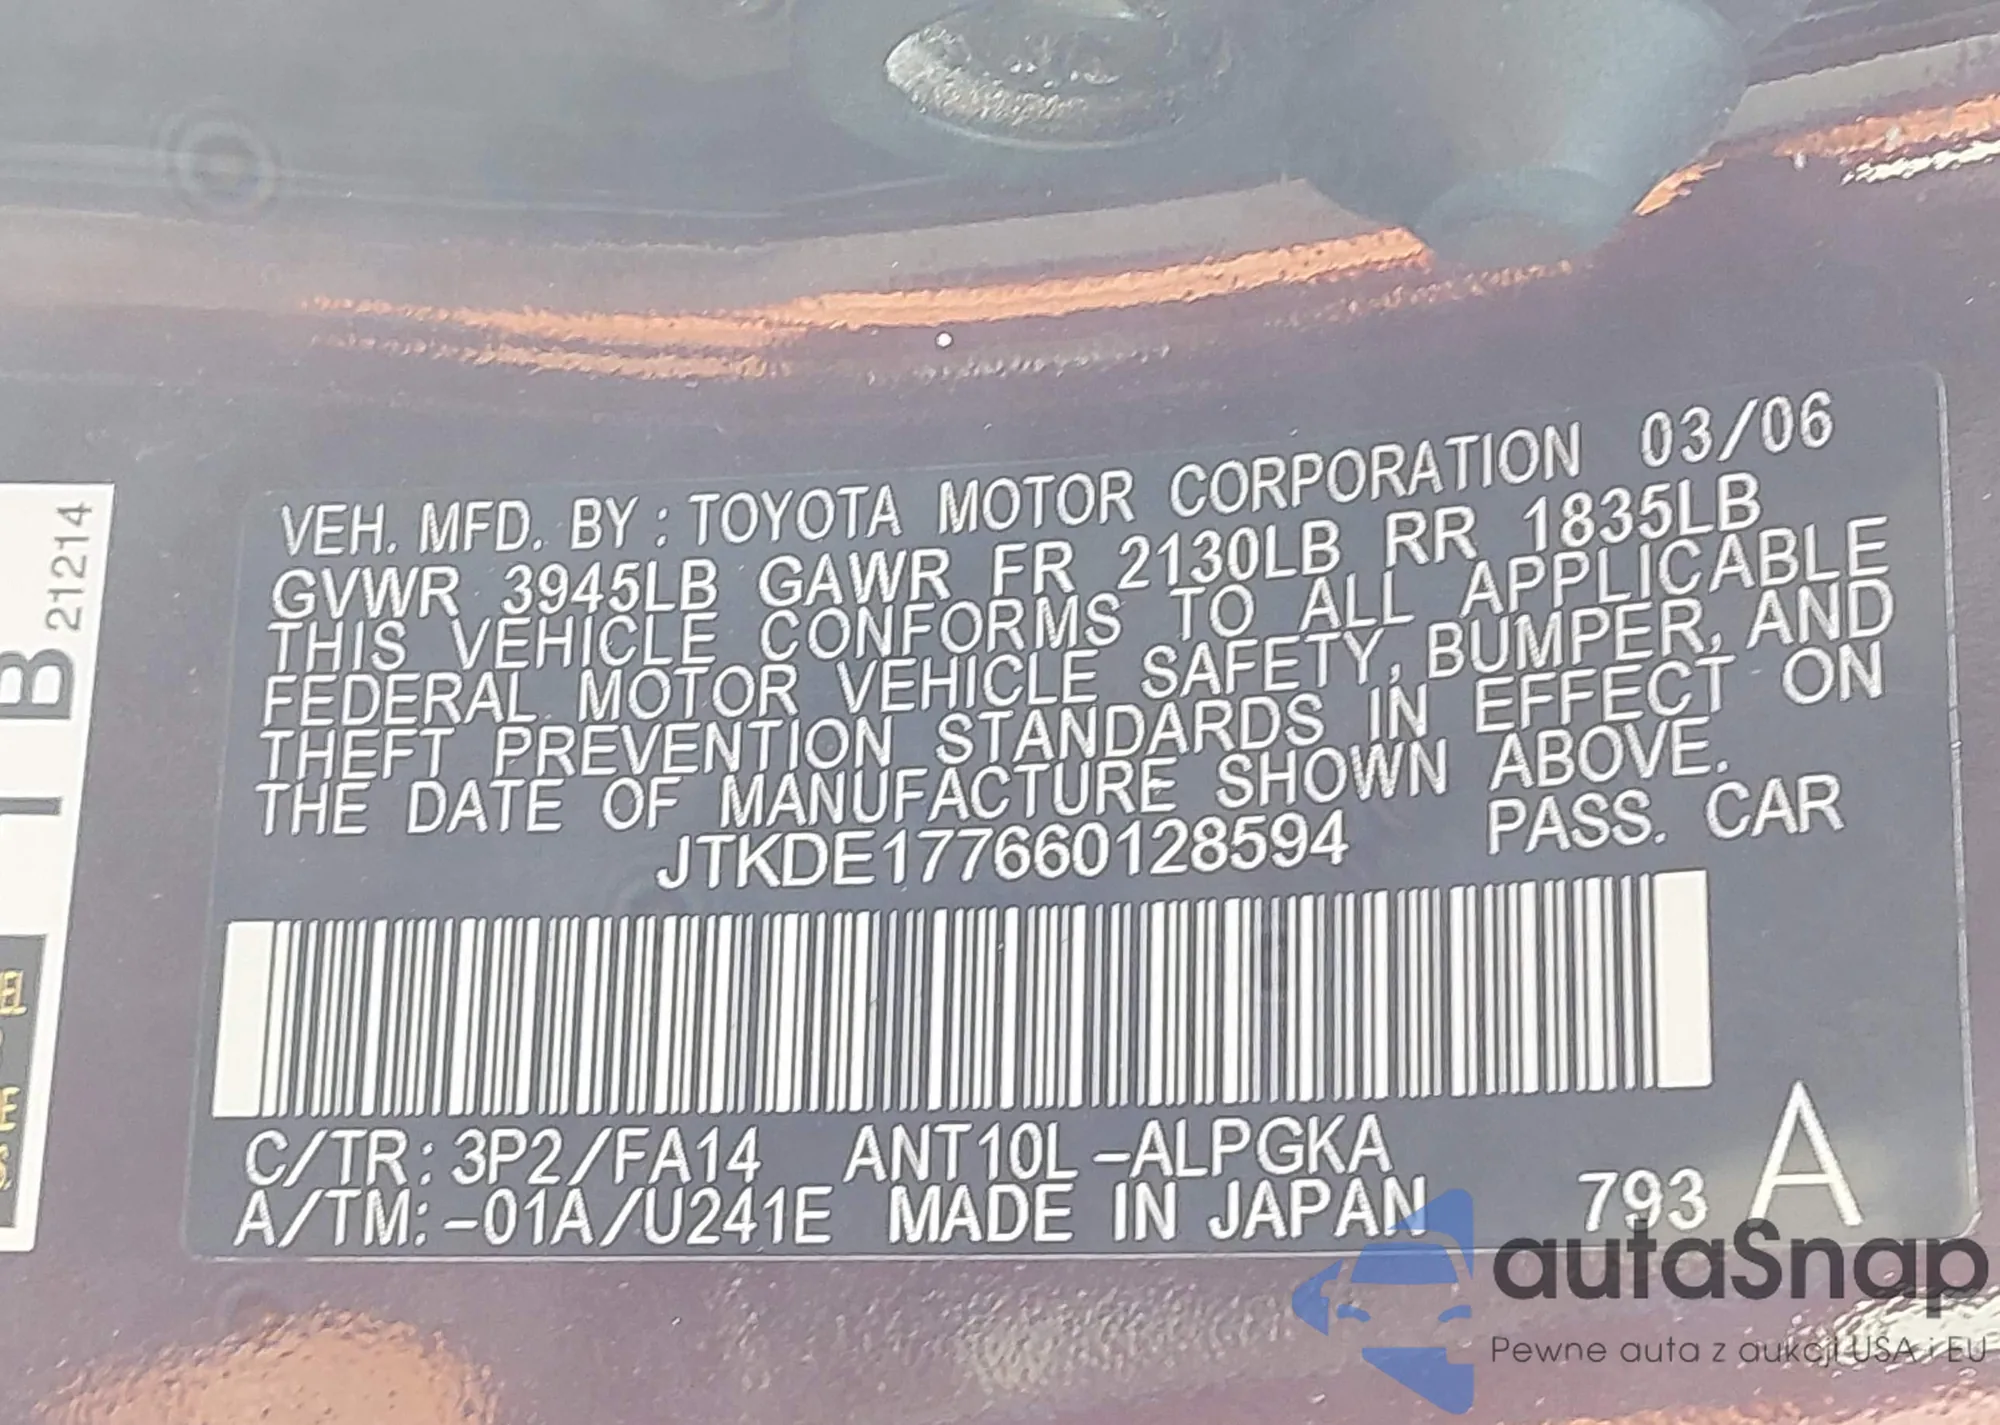 VEH. MFD. BY : TOYOTA MOTOR CORPORATION 03/06
GVWR 3945LB GAWR FR 2130LB RR 1835LB
THIS VEHICLE CONFORMS TO ALL APPLICABLE
FEDERAL MOTOR VEHICLE SAFETY, BUMPER, AND
THEFT PREVENTION STANDARDS IN EFFECT ON
THE DATE OF MANUFACTURE SHOWN ABOVE.
JTKDE177660128594 PASS. CAR
C/TR: 3P2/FA14 ANT10L-ALPGKA
A/TM: -01A/U241E MADE IN JAPAN 793 A
B 21214
autaSnap
Pewne auta z aukcji USA i EU